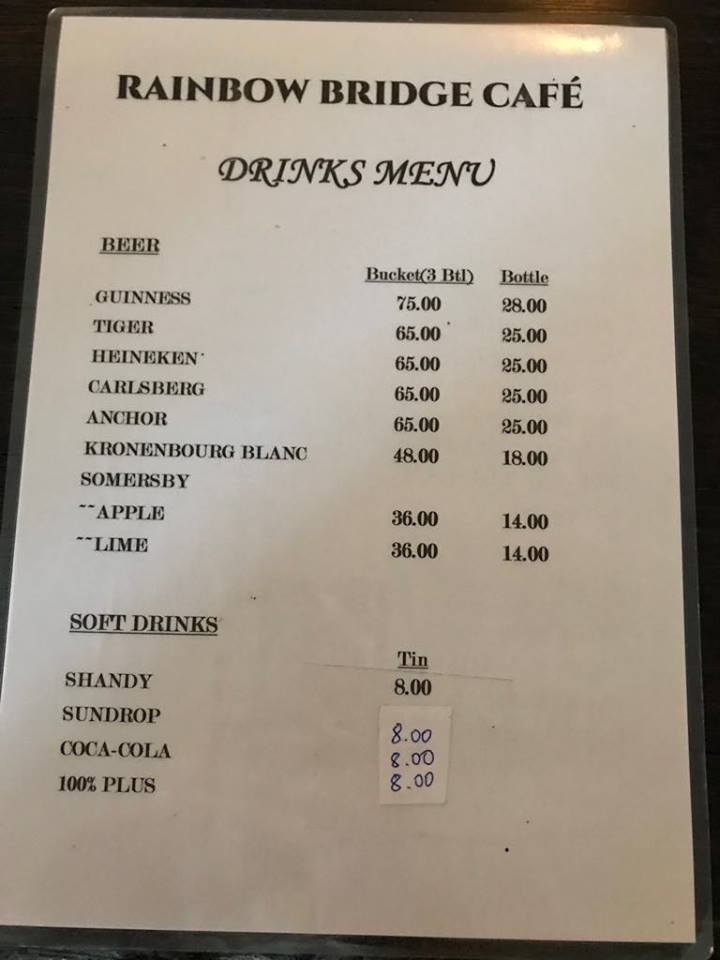 RAINBOW BRIDGE CAFÉ
DRINKS MENU
BEER
Bucket(3 Btl) Bottle
GUINNESS 75.00 28.00
TIGER 65.00 25.00
HEINEKEN 65.00 25.00
CARLSBERG 65.00 25.00
ANCHOR 65.00 25.00
KRONENBOURG BLANC 48.00 18.00
SOMERSBY
~~APPLE 36.00 14.00
~~LIME 36.00 14.00
SOFT DRINKS
Tin
SHANDY 8.00
SUNDROP 8.00
COCA-COLA 8.00
100% PLUS 8.00